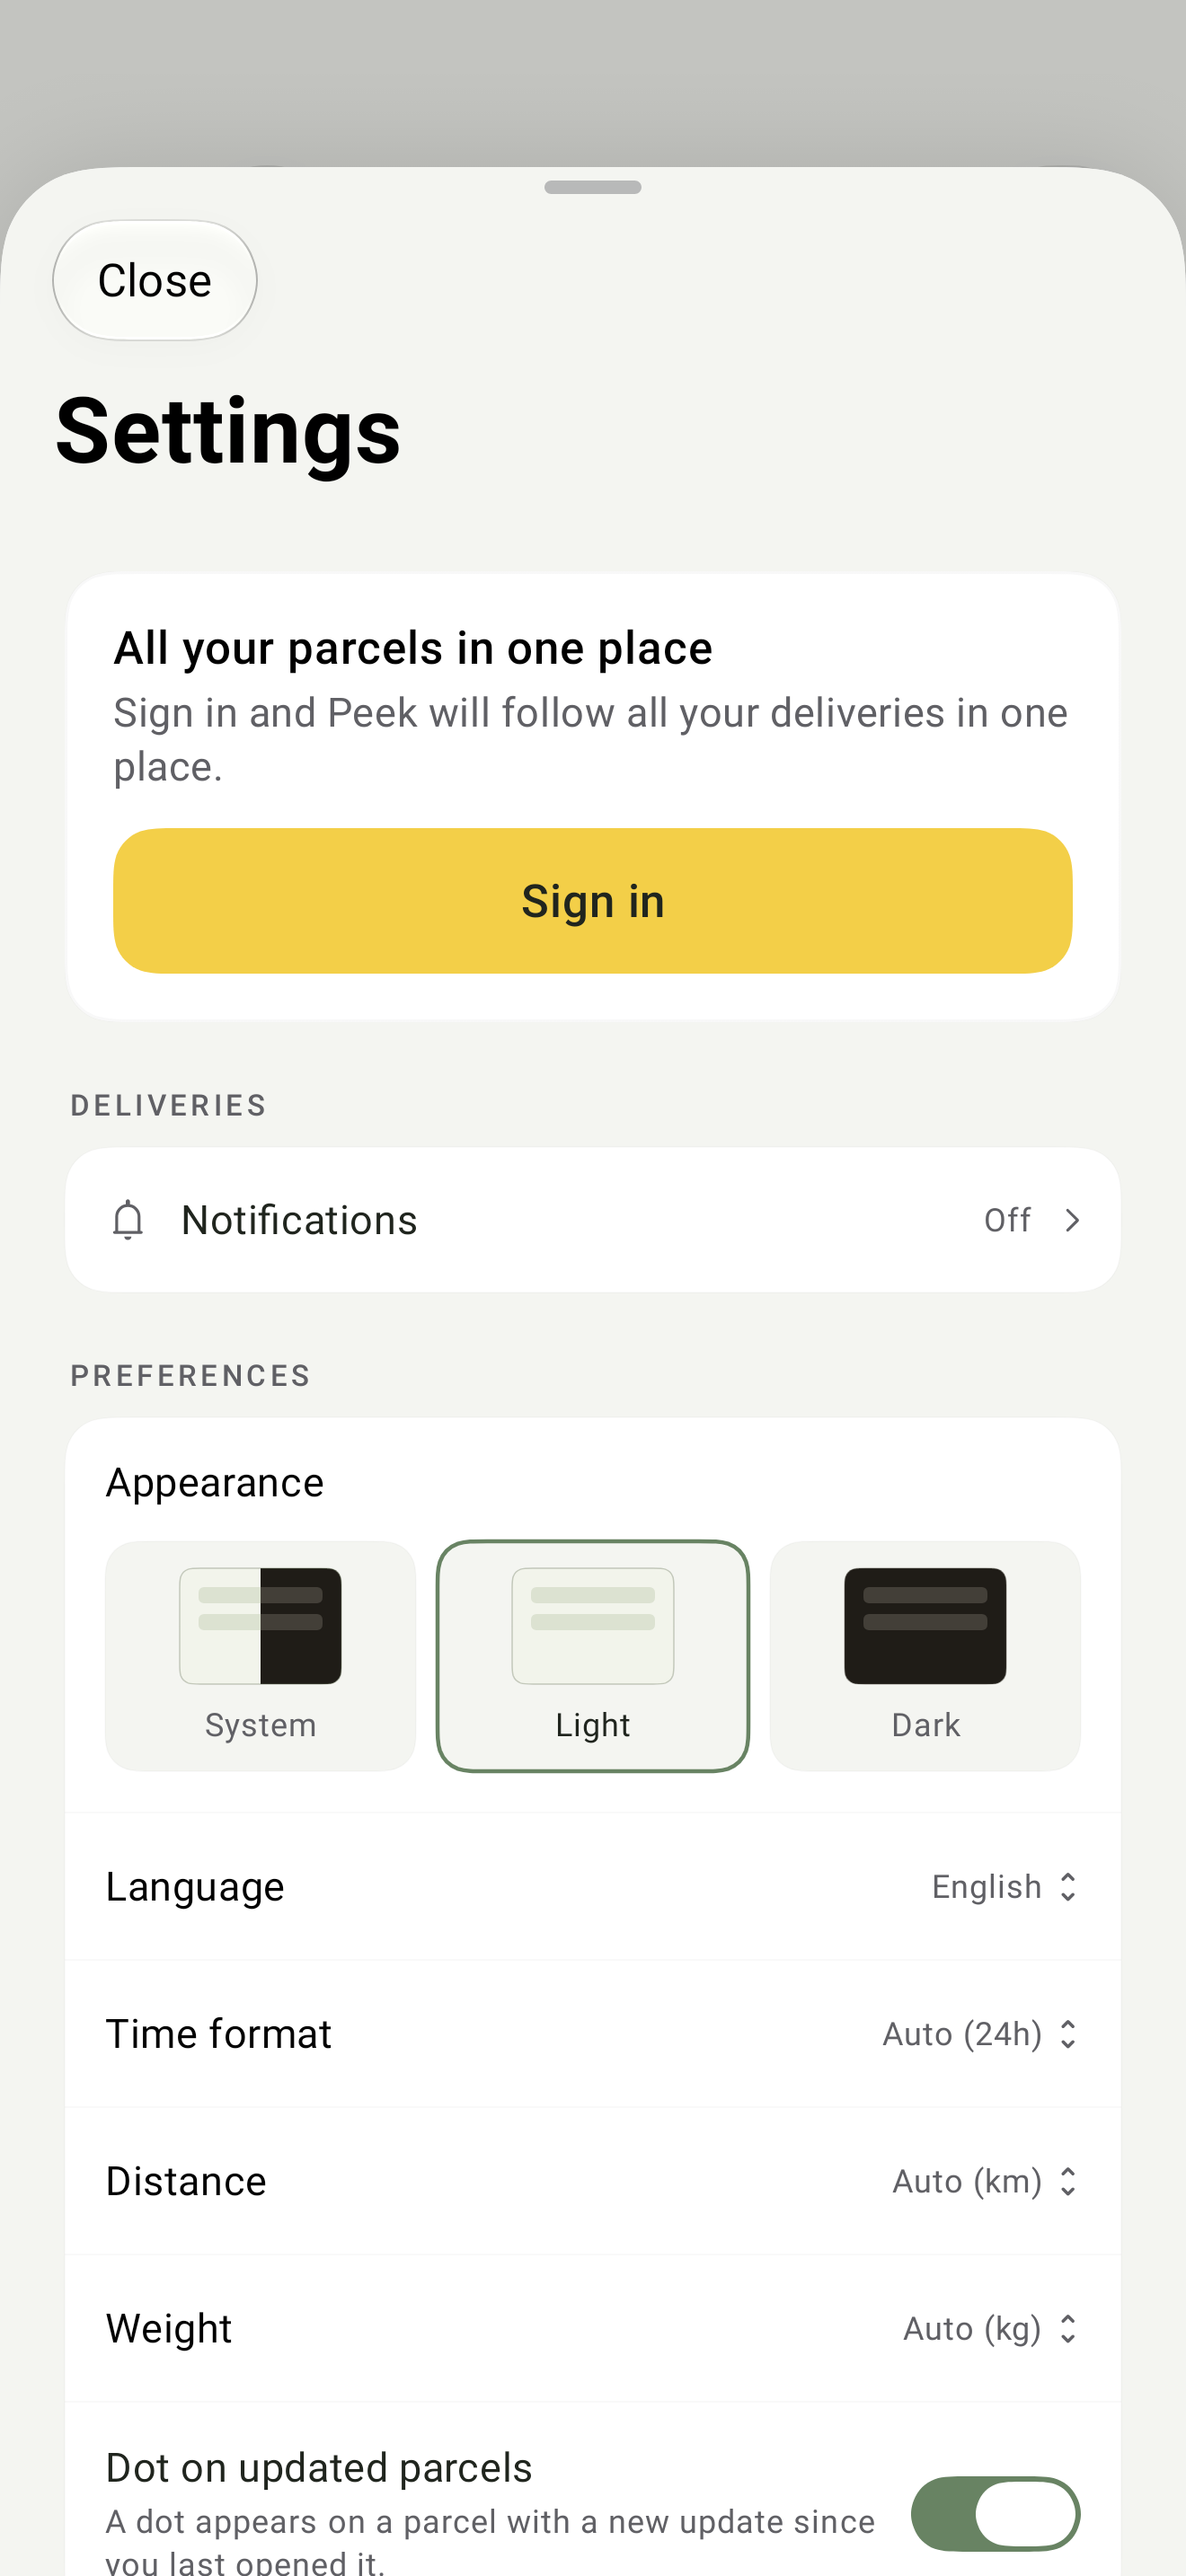 Close
Settings
All your parcels in one place
Sign in and Peek will follow all your deliveries in one
place.
Sign in
DELIVERIES
Notifications Off
PREFERENCES
Appearance
System Light Dark
Language English
Time format Auto (24h)
Distance Auto (km)
Weight Auto (kg)
Dot on updated parcels
A dot appears on a parcel with a new update since
you last opened it.